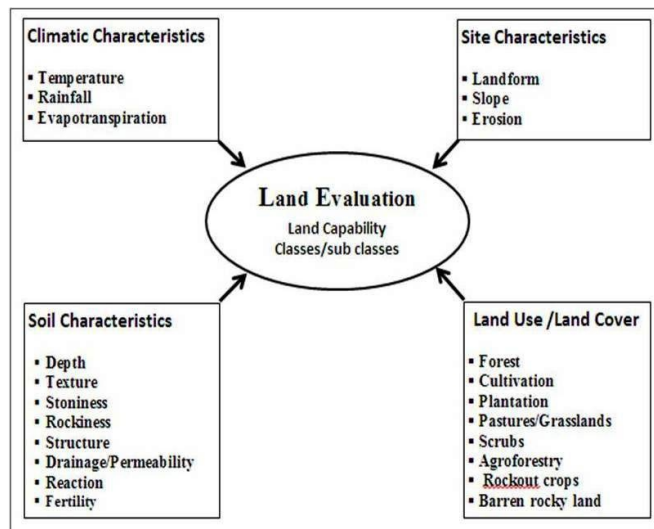 Climatic Characteristics
▪ Temperature
▪ Rainfall
▪ Evapotranspiration
Site Characteristics
▪ Landform
▪ Slope
▪ Erosion
Land Evaluation
Land Capability
Classes/sub classes
Soil Characteristics
▪ Depth
▪ Texture
▪ Stoniness
▪ Rockiness
▪ Structure
▪ Drainage/Permeability
▪ Reaction
▪ Fertility
Land Use /Land Cover
▪ Forest
▪ Cultivation
▪ Plantation
▪ Pastures/Grasslands
▪ Scrubs
▪ Agroforestry
▪ Rockout crops
▪ Barren rocky land